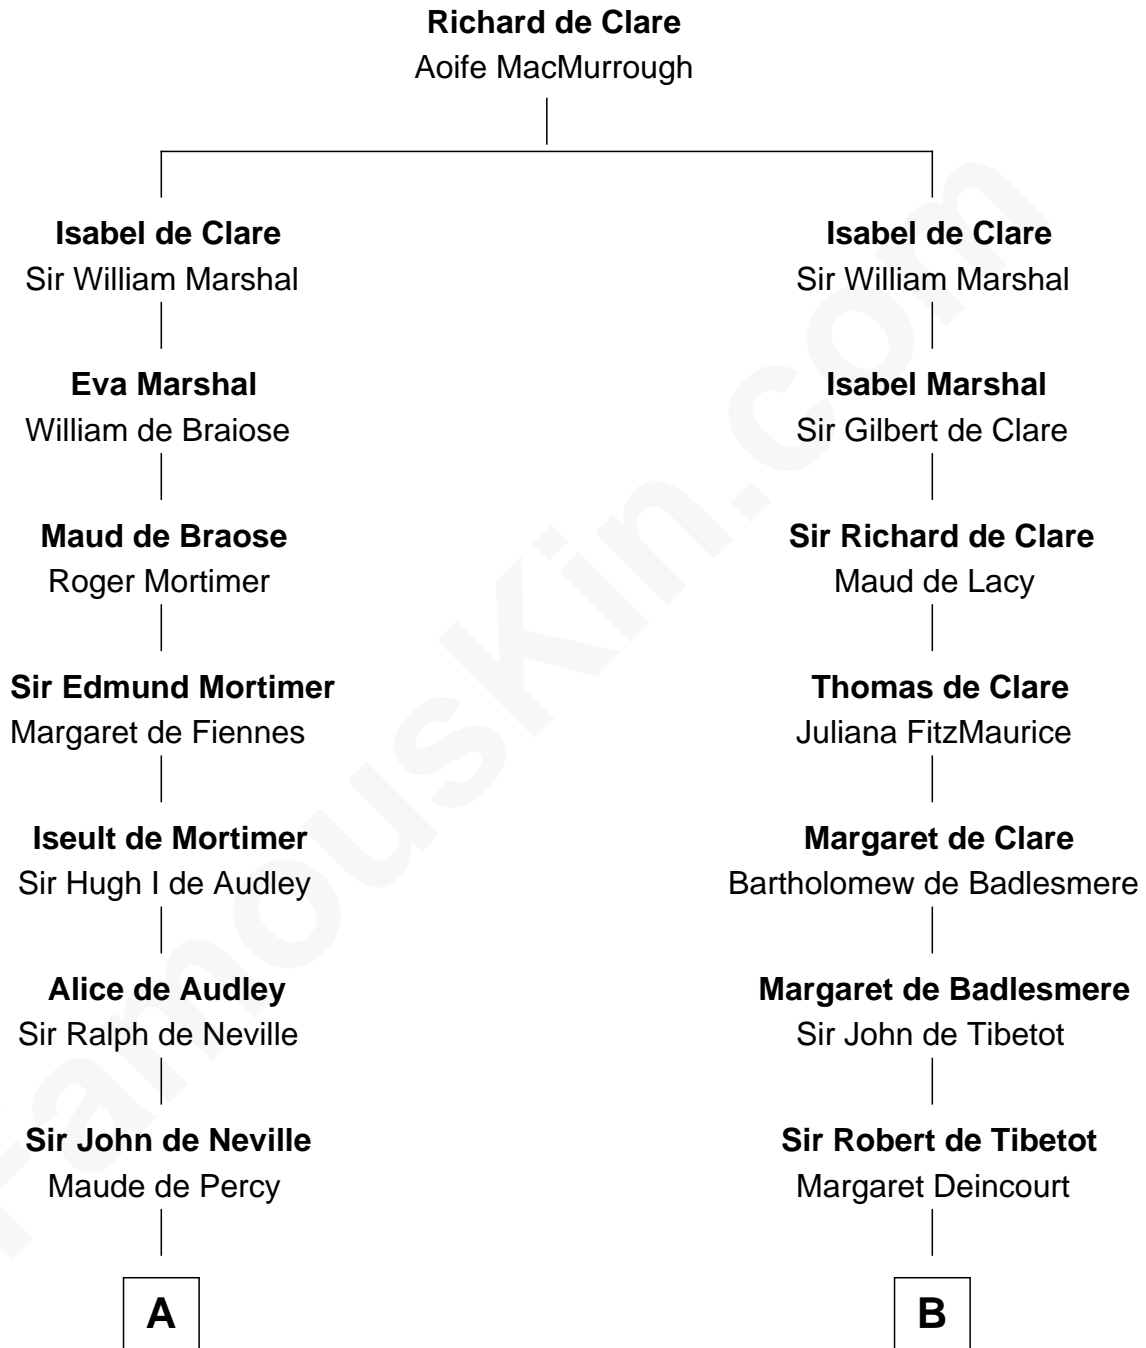 Richard de Clare
Aoife MacMurrough
Isabel de Clare
Sir William Marshal
Isabel de Clare
Sir William Marshal
Eva Marshal
William de Braiose
Isabel Marshal
Sir Gilbert de Clare
Maud de Braose
Roger Mortimer
Sir Richard de Clare
Maud de Lacy
Sir Edmund Mortimer
Margaret de Fiennes
Thomas de Clare
Juliana FitzMaurice
Iseult de Mortimer
Sir Hugh I de Audley
Margaret de Clare
Bartholomew de Badlesmere
Alice de Audley
Sir Ralph de Neville
Margaret de Badlesmere
Sir John de Tibetot
Sir John de Neville
Maude de Percy
Sir Robert de Tibetot
Margaret Deincourt
A
B
FamousKin.com